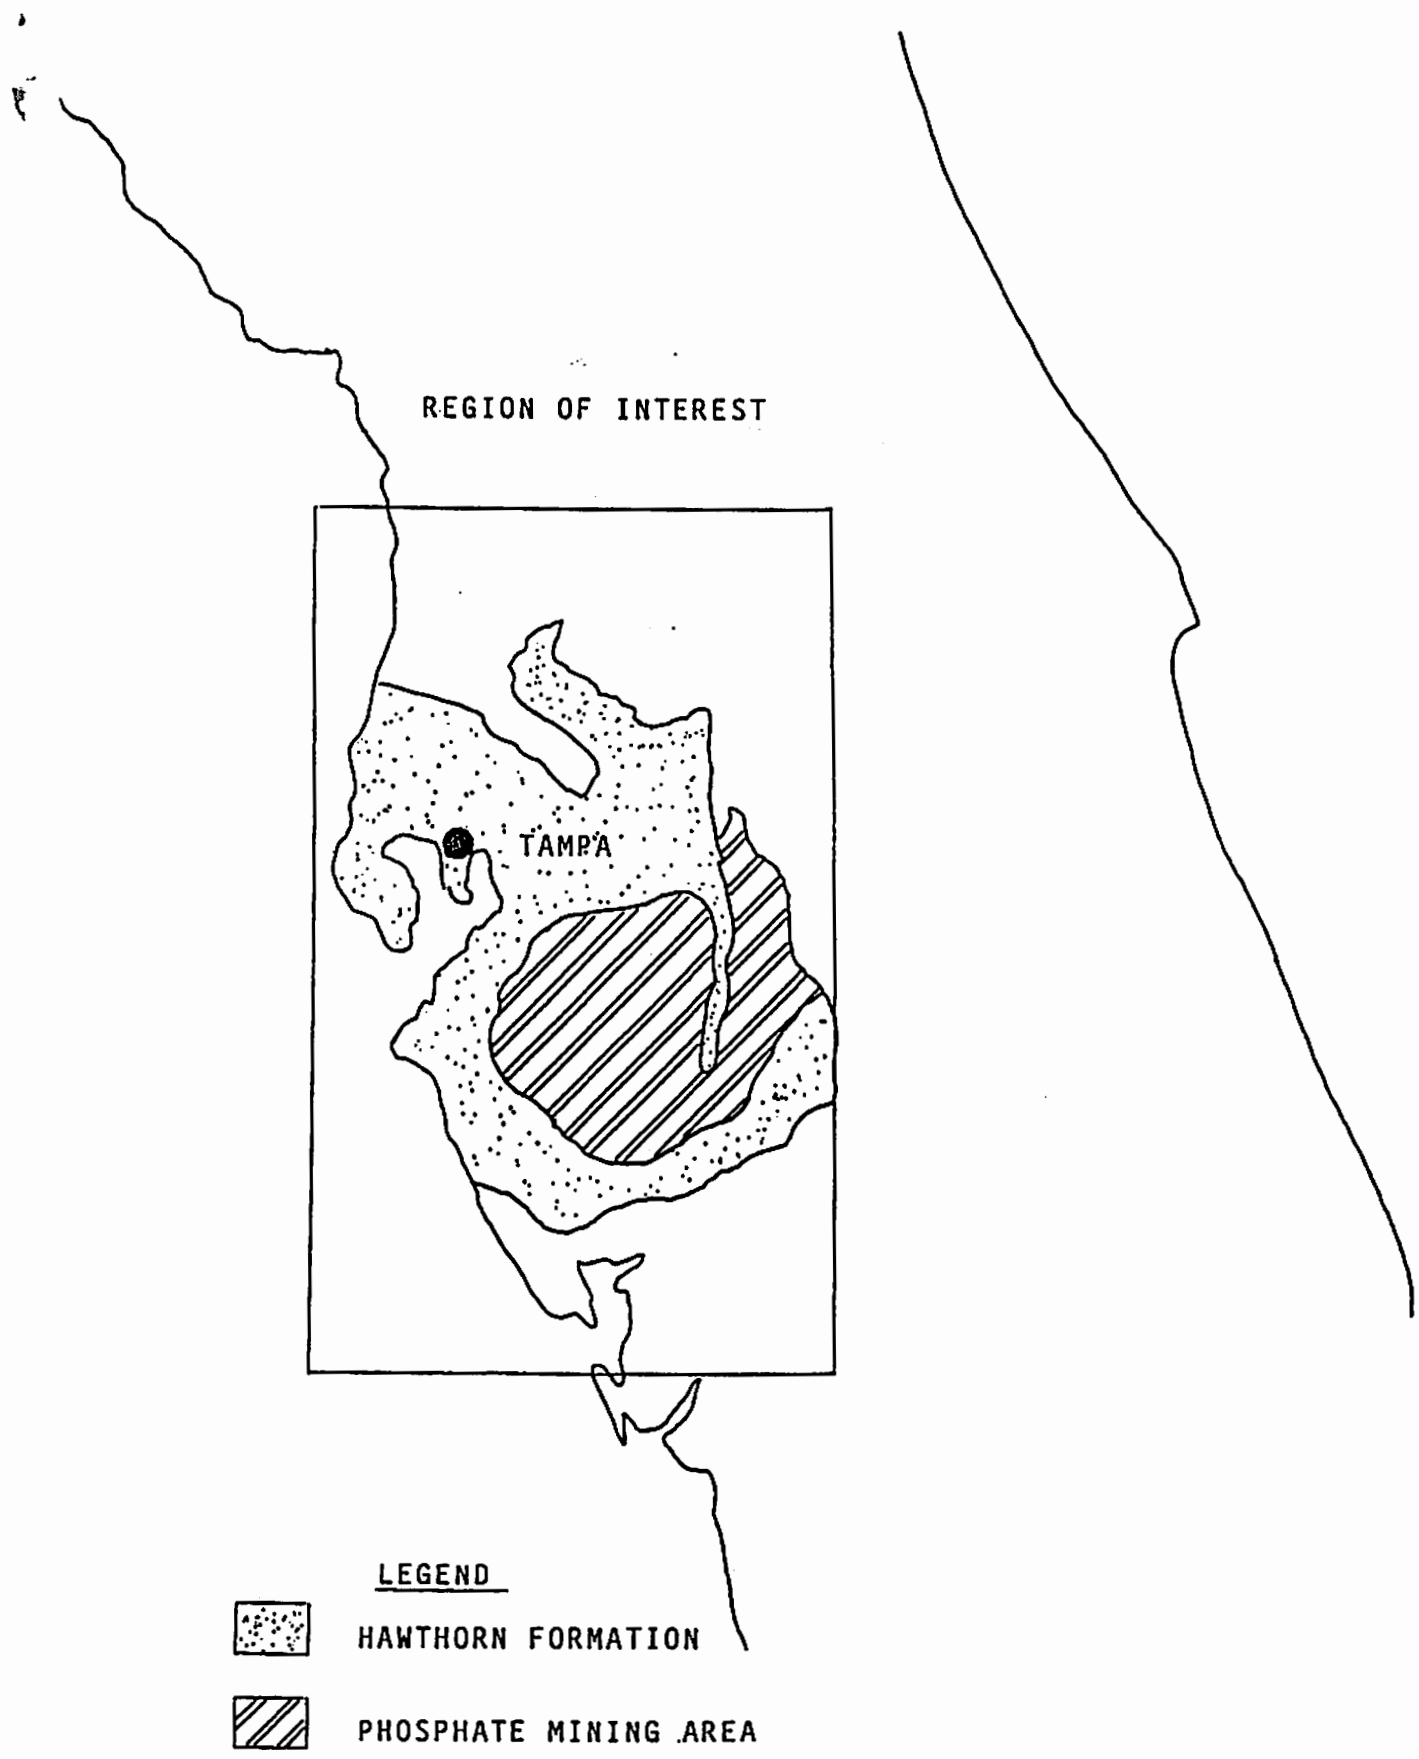 REGION OF INTEREST
TAMPA
LEGEND
HAWTHORN FORMATION
PHOSPHATE MINING AREA